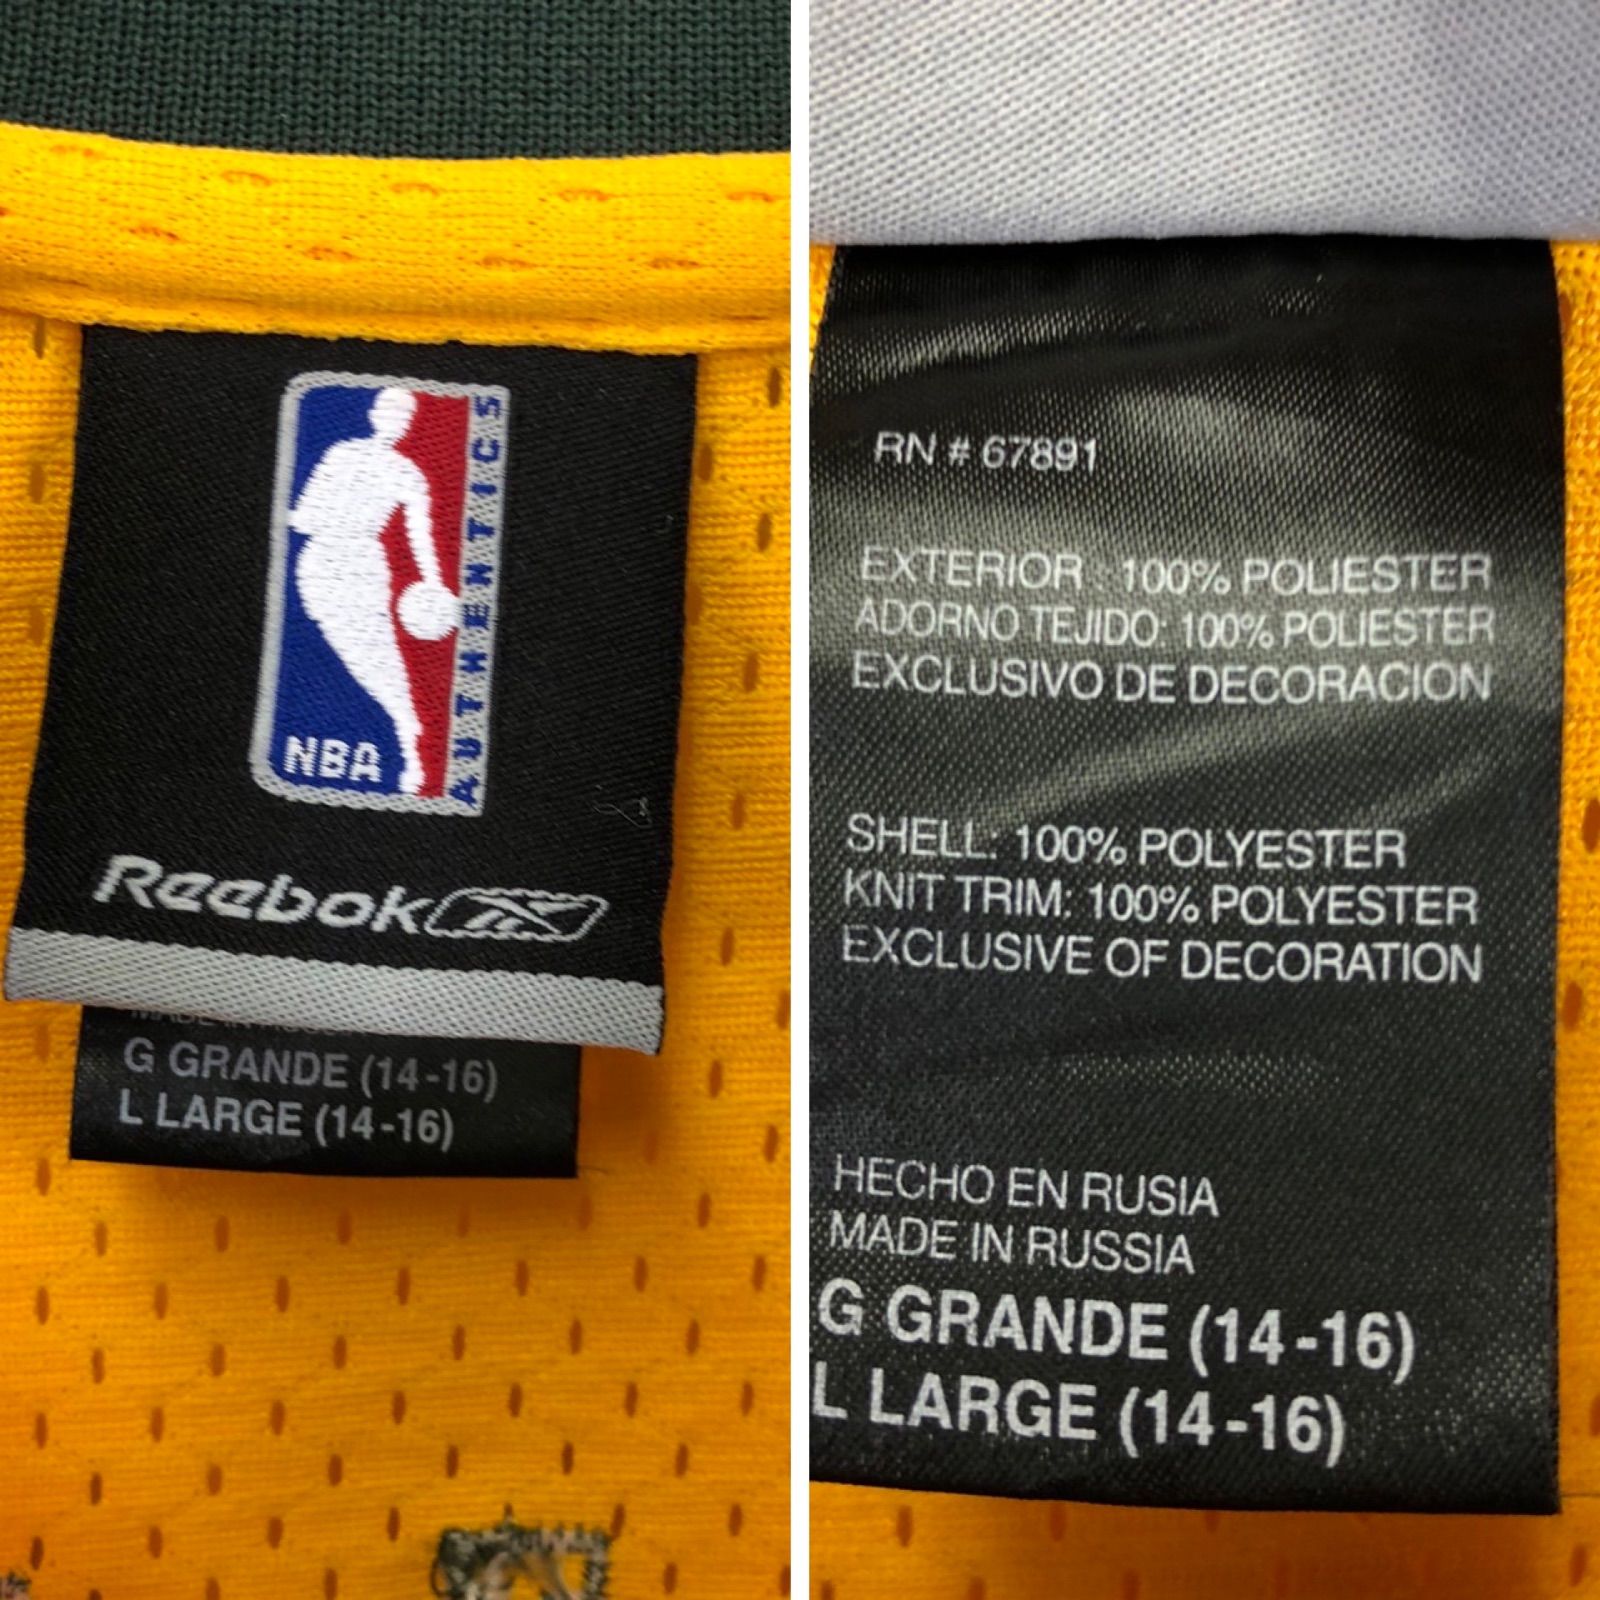 AUTHENTICS
NBA
Reebok
G GRANDE (14-16)
L LARGE (14-16)
RN # 67891
EXTERIOR: 100% POLIESTER
ADORNO TEJIDO: 100% POLIESTER
EXCLUSIVO DE DECORACION
SHELL: 100% POLYESTER
KNIT TRIM: 100% POLYESTER
EXCLUSIVE OF DECORATION
HECHO EN RUSIA
MADE IN RUSSIA
G GRANDE (14-16)
L LARGE (14-16)